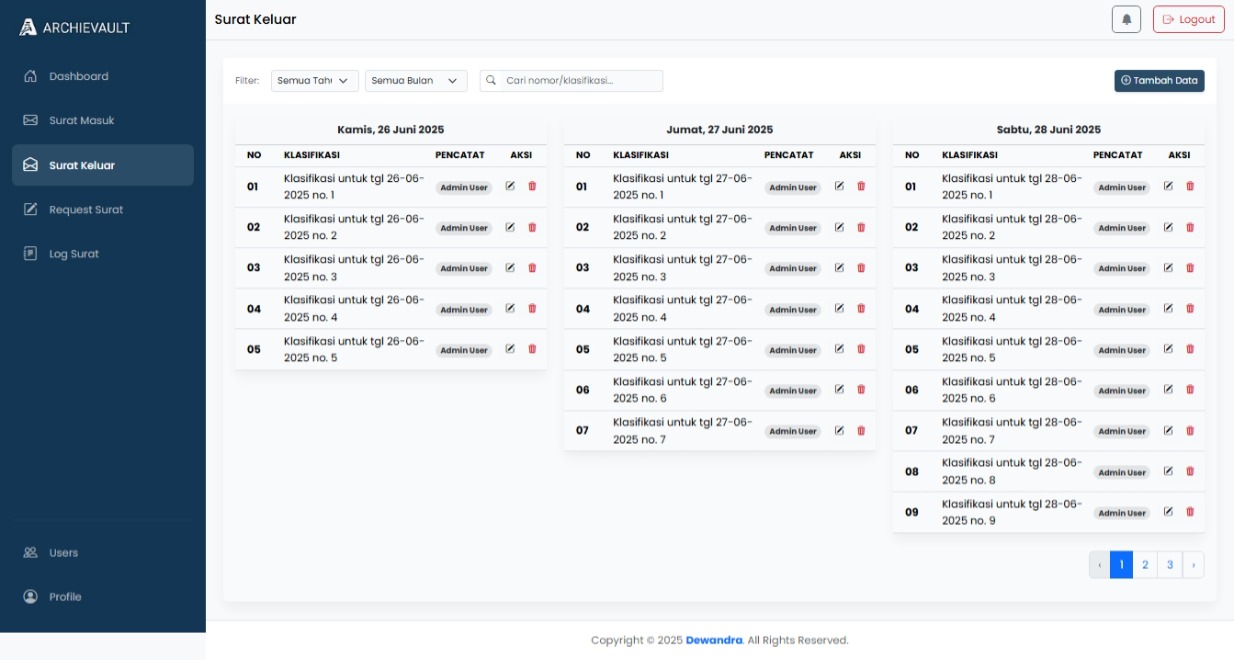 ARCHIEVAULT
Dashboard
Surat Masuk
Surat Keluar
Request Surat
Log Surat
Users
Profile
Surat Keluar
Logout
Filter:
Semua Tahu
Semua Bulan
Cari nomor/klasifikasi...
Tambah Data
Kamis, 26 Juni 2025
NO KLASIFIKASI PENCATAT AKSI
01 Klasifikasi untuk tgl 26-06-
2025 no. 1 Admin User
02 Klasifikasi untuk tgl 26-06-
2025 no. 2 Admin User
03 Klasifikasi untuk tgl 26-06-
2025 no. 3 Admin User
04 Klasifikasi untuk tgl 26-06-
2025 no. 4 Admin User
05 Klasifikasi untuk tgl 26-06-
2025 no. 5 Admin User
Jumat, 27 Juni 2025
NO KLASIFIKASI PENCATAT AKSI
01 Klasifikasi untuk tgl 27-06-
2025 no. 1 Admin User
02 Klasifikasi untuk tgl 27-06-
2025 no. 2 Admin User
03 Klasifikasi untuk tgl 27-06-
2025 no. 3 Admin User
04 Klasifikasi untuk tgl 27-06-
2025 no. 4 Admin User
05 Klasifikasi untuk tgl 27-06-
2025 no. 5 Admin User
06 Klasifikasi untuk tgl 27-06-
2025 no. 6 Admin User
07 Klasifikasi untuk tgl 27-06-
2025 no. 7 Admin User
Sabtu, 28 Juni 2025
NO KLASIFIKASI PENCATAT AKSI
01 Klasifikasi untuk tgl 28-06-
2025 no. 1 Admin User
02 Klasifikasi untuk tgl 28-06-
2025 no. 2 Admin User
03 Klasifikasi untuk tgl 28-06-
2025 no. 3 Admin User
04 Klasifikasi untuk tgl 28-06-
2025 no. 4 Admin User
05 Klasifikasi untuk tgl 28-06-
2025 no. 5 Admin User
06 Klasifikasi untuk tgl 28-06-
2025 no. 6 Admin User
07 Klasifikasi untuk tgl 28-06-
2025 no. 7 Admin User
08 Klasifikasi untuk tgl 28-06-
2025 no. 8 Admin User
09 Klasifikasi untuk tgl 28-06-
2025 no. 9 Admin User
‹ 1 2 3 ›
Copyright © 2025 Dewandra. All Rights Reserved.